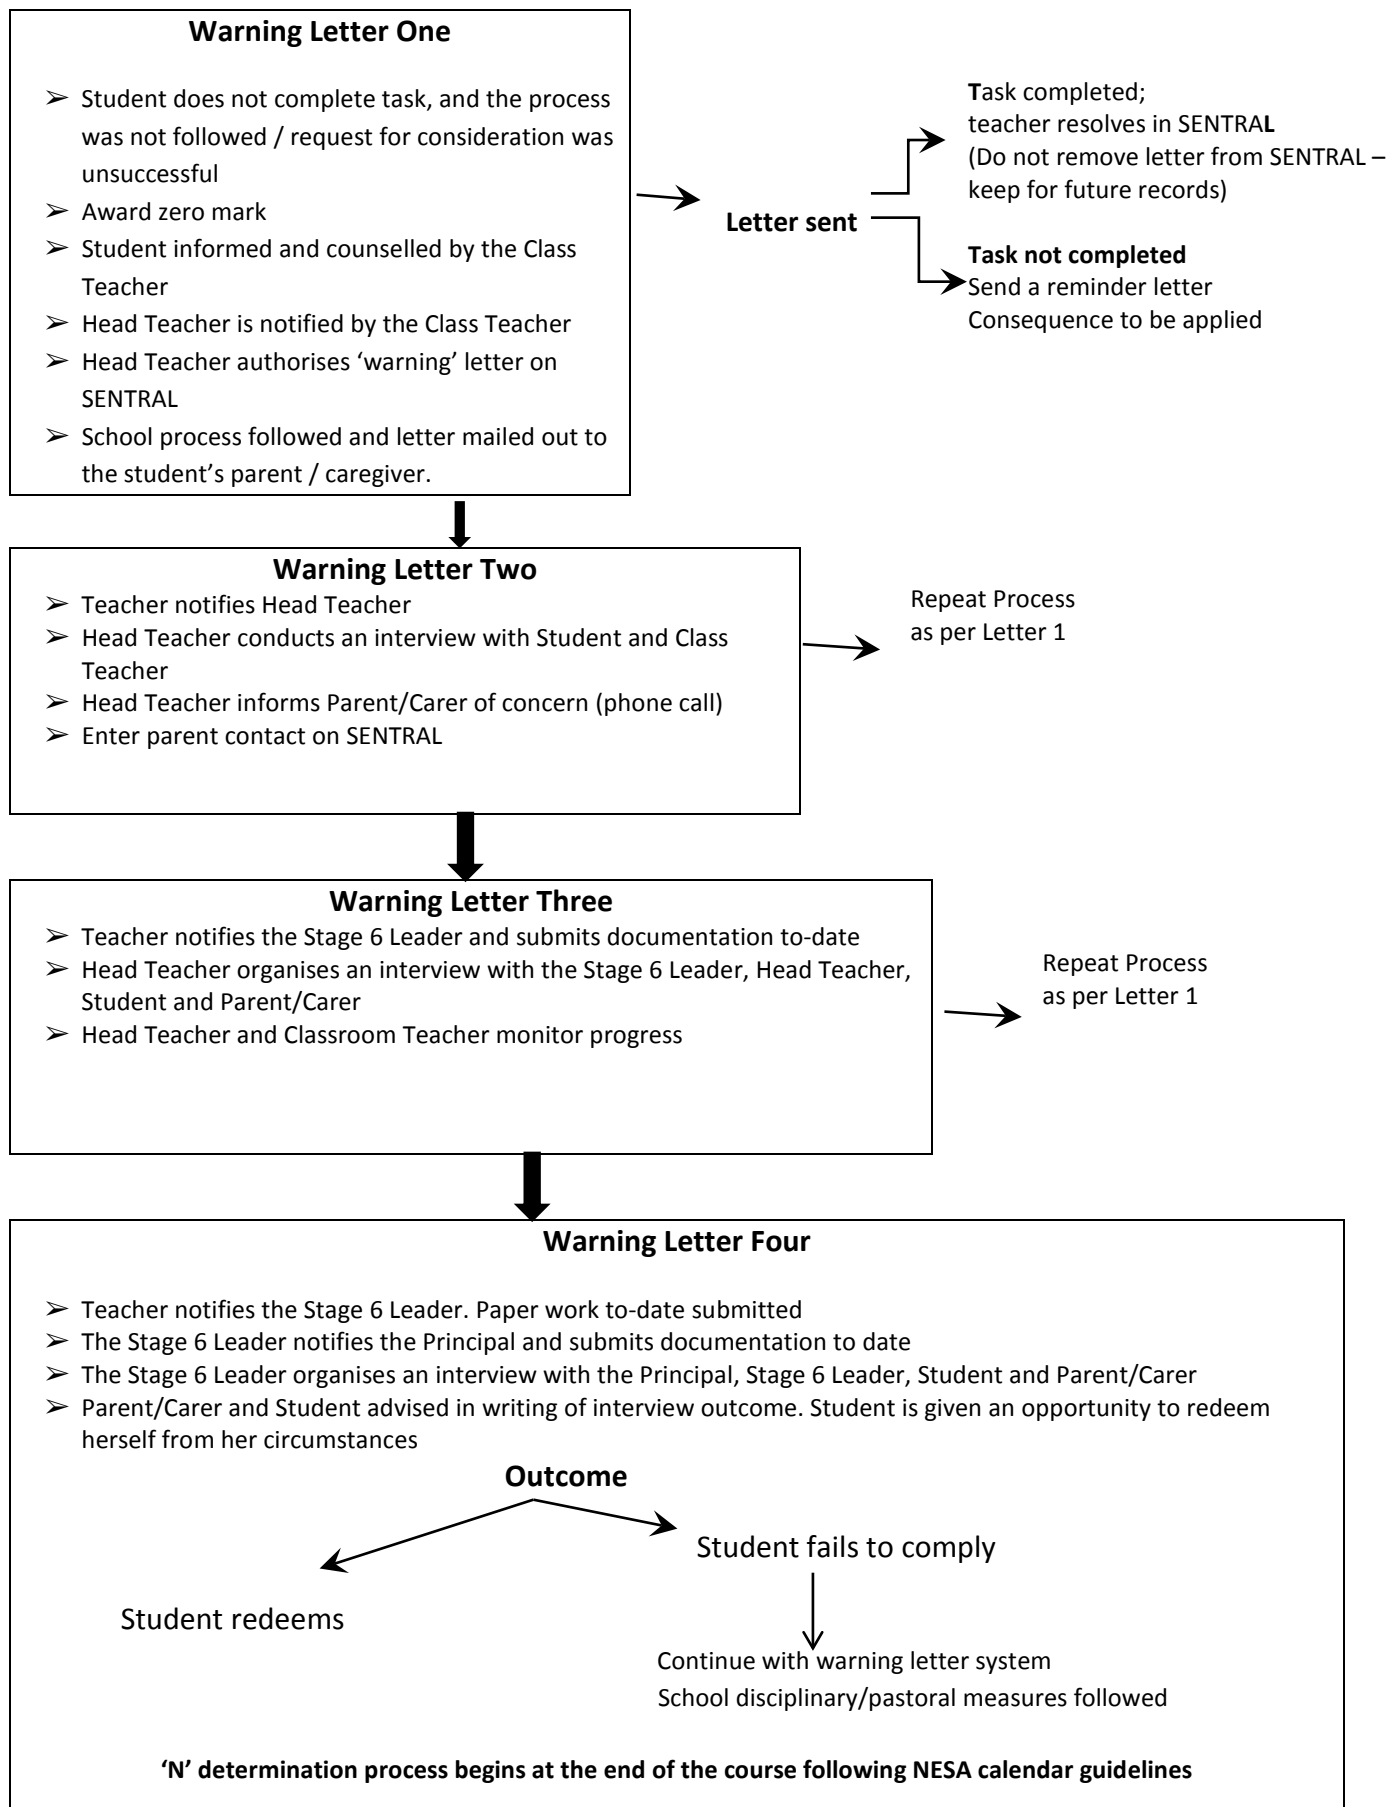 Warning Letter One
➢ Student does not complete task, and the process
was not followed / request for consideration was
unsuccessful
➢ Award zero mark
➢ Student informed and counselled by the Class
Teacher
➢ Head Teacher is notified by the Class Teacher
➢ Head Teacher authorises ‘warning’ letter on
SENTRAL
➢ School process followed and letter mailed out to
the student’s parent / caregiver.
Letter sent
Task completed;
teacher resolves in SENTRAL
(Do not remove letter from SENTRAL –
keep for future records)
Task not completed
Send a reminder letter
Consequence to be applied
Warning Letter Two
➢ Teacher notifies Head Teacher
➢ Head Teacher conducts an interview with Student and Class
Teacher
➢ Head Teacher informs Parent/Carer of concern (phone call)
➢ Enter parent contact on SENTRAL
Repeat Process
as per Letter 1
Warning Letter Three
➢ Teacher notifies the Stage 6 Leader and submits documentation to-date
➢ Head Teacher organises an interview with the Stage 6 Leader, Head Teacher,
Student and Parent/Carer
➢ Head Teacher and Classroom Teacher monitor progress
Repeat Process
as per Letter 1
Warning Letter Four
➢ Teacher notifies the Stage 6 Leader. Paper work to-date submitted
➢ The Stage 6 Leader notifies the Principal and submits documentation to date
➢ The Stage 6 Leader organises an interview with the Principal, Stage 6 Leader, Student and Parent/Carer
➢ Parent/Carer and Student advised in writing of interview outcome. Student is given an opportunity to redeem
herself from her circumstances
Outcome
Student fails to comply
Student redeems
Continue with warning letter system
School disciplinary/pastoral measures followed
‘N’ determination process begins at the end of the course following NESA calendar guidelines